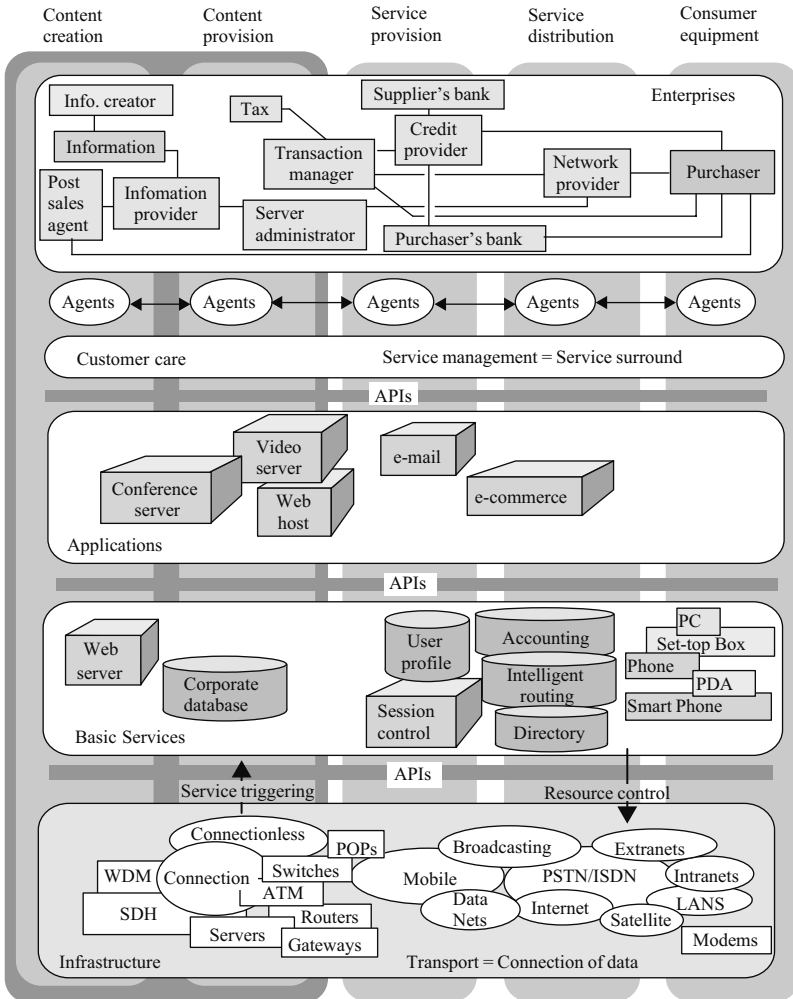 Content creation
Content provision
Service provision
Service distribution
Consumer equipment
Info. creator
Tax
Supplier's bank
Enterprises
Information
Transaction manager
Credit provider
Network provider
Purchaser
Post sales agent
Infomation provider
Server administrator
Purchaser's bank
Agents
Agents
Agents
Agents
Agents
Customer care
Service management = Service surround
APIs
Video server
e-mail
Conference server
Web host
e-commerce
Applications
APIs
Web server
Corporate database
User profile
Accounting
PC
Set-top Box
Phone
Intelligent routing
PDA
Session control
Smart Phone
Directory
Basic Services
APIs
Service triggering
Resource control
Connectionless
POPs
Broadcasting
Extranets
WDM
Connection
Switches
Mobile
PSTN/ISDN
Intranets
ATM
SDH
Data Nets
Internet
LANS
Routers
Satellite
Servers
Gateways
Modems
Infrastructure
Transport = Connection of data